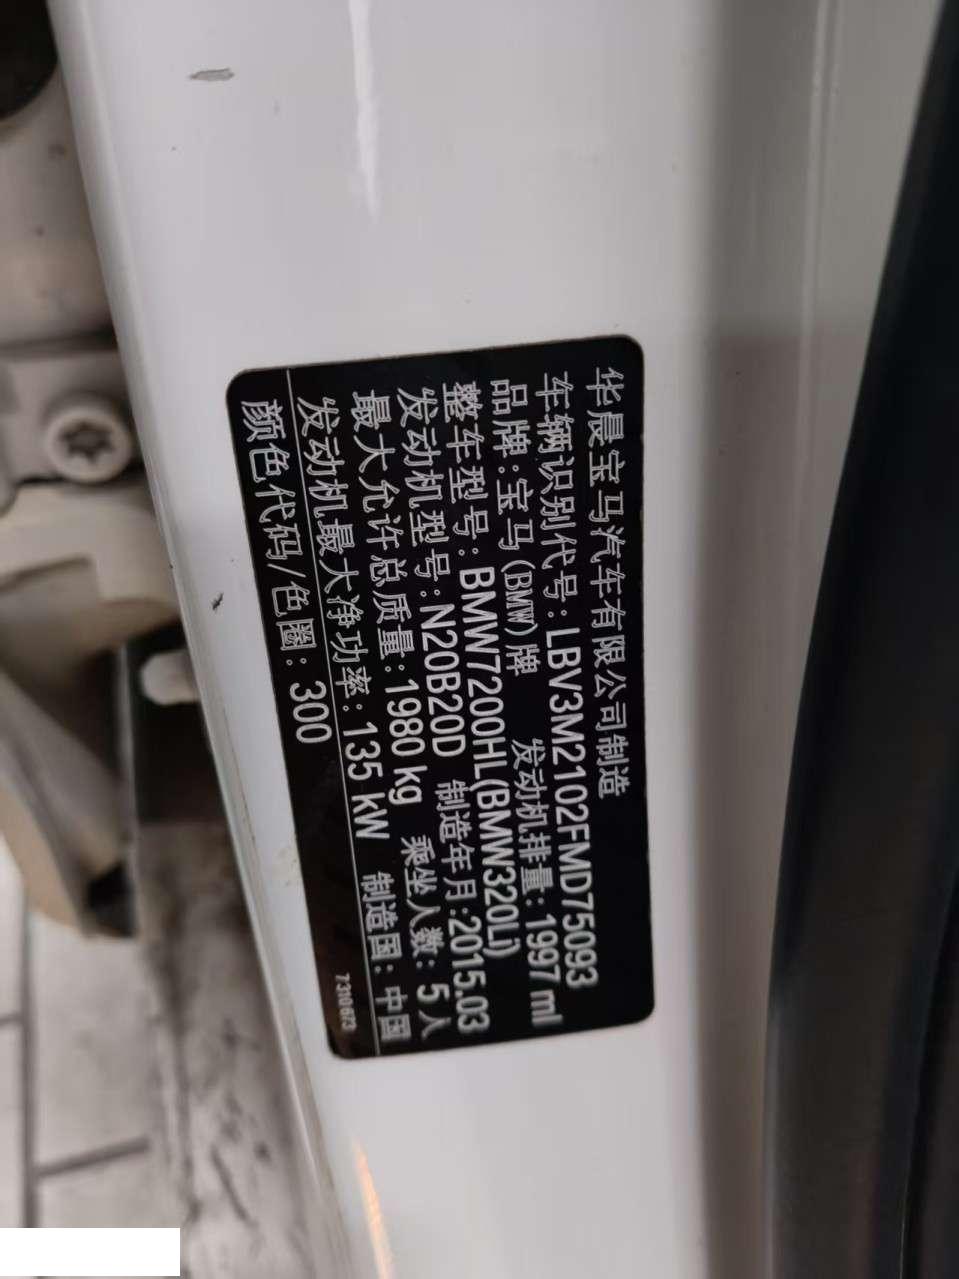 华晨宝马汽车有限公司制造
车辆识别代号:LBV3M2102FMD75093
品牌:宝马(BMW)牌 发动机排量:1997 ml
整车型号:BMW7200HL(BMW320Li)
发动机型号:N20B20D 制造年月:2015.03
最大允许总质量:1980 kg 乘坐人数:5人
发动机最大净功率:135 kW 制造国:中国
颜色代码/色圈:300
7310673